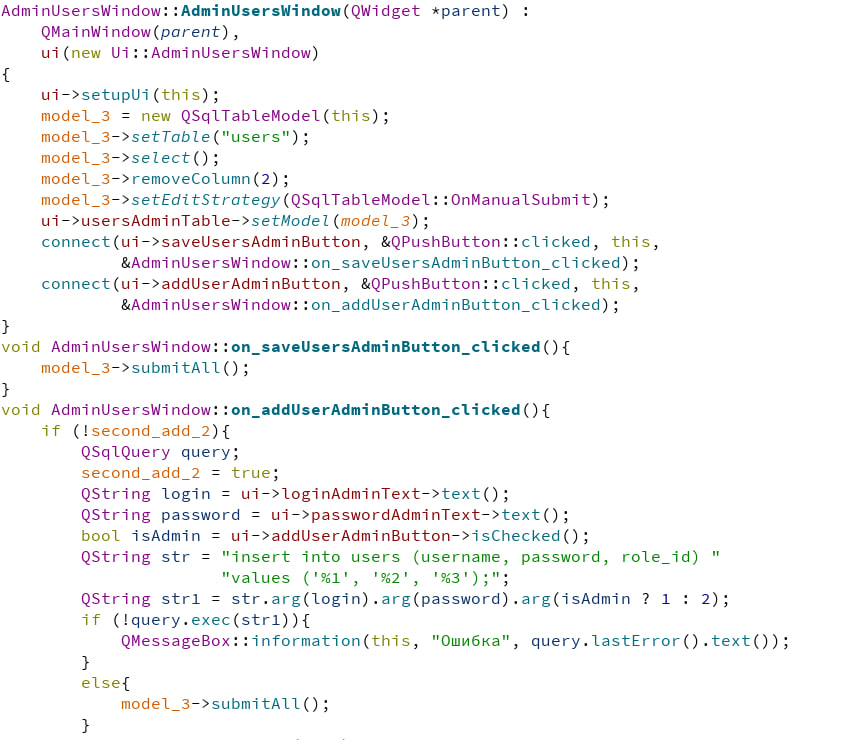 AdminUsersWindow::AdminUsersWindow(QWidget *parent) :
    QMainWindow(parent),
    ui(new Ui::AdminUsersWindow)
{
    ui->setupUi(this);
    model_3 = new QSqlTableModel(this);
    model_3->setTable("users");
    model_3->select();
    model_3->removeColumn(2);
    model_3->setEditStrategy(QSqlTableModel::OnManualSubmit);
    ui->usersAdminTable->setModel(model_3);
    connect(ui->saveUsersAdminButton, &QPushButton::clicked, this,
            &AdminUsersWindow::on_saveUsersAdminButton_clicked);
    connect(ui->addUserAdminButton, &QPushButton::clicked, this,
            &AdminUsersWindow::on_addUserAdminButton_clicked);
}
void AdminUsersWindow::on_saveUsersAdminButton_clicked(){
    model_3->submitAll();
}
void AdminUsersWindow::on_addUserAdminButton_clicked(){
    if (!second_add_2){
        QSqlQuery query;
        second_add_2 = true;
        QString login = ui->loginAdminText->text();
        QString password = ui->passwordAdminText->text();
        bool isAdmin = ui->addUserAdminButton->isChecked();
        QString str = "insert into users (username, password, role_id) "
                      "values ('%1', '%2', '%3');";
        QString str1 = str.arg(login).arg(password).arg(isAdmin ? 1 : 2);
        if (!query.exec(str1)){
            QMessageBox::information(this, "Ошибка", query.lastError().text());
        }
        else{
            model_3->submitAll();
        }